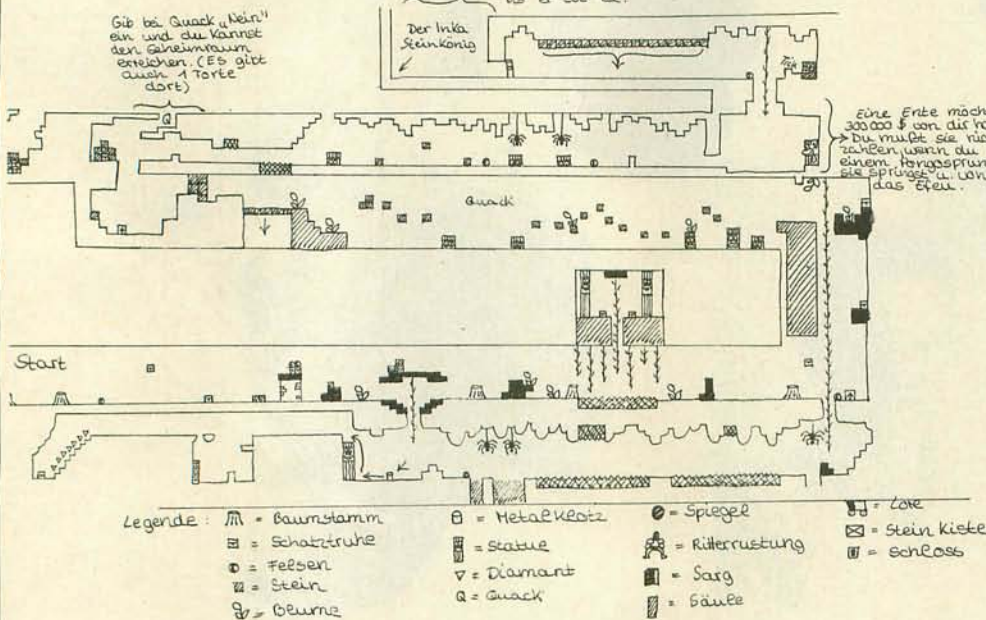 Gib bei Quack „Nein“
ein und du kannst
den Geheimraum
erreichen. (Es gibt
auch 1 Torte
dort)
Der Inka
Steinkönig
Tür
Eine Ente möch
300000 $ von dir ha
Du mußt sie nic
zahlen, wenn du
einem Pongosprun
sie springst u. von
das Efeu.
Q
Quack
Start
Legende :
= Baumstamm
= Schatztruhe
= Felsen
= Stein
= Blume
= Metalklotz
= Statue
▽ = Diamant
Q = Quack
= Spiegel
= Ritterrüstung
= Sarg
= Säule
= Lore
= Stein Kiste
= Schloss